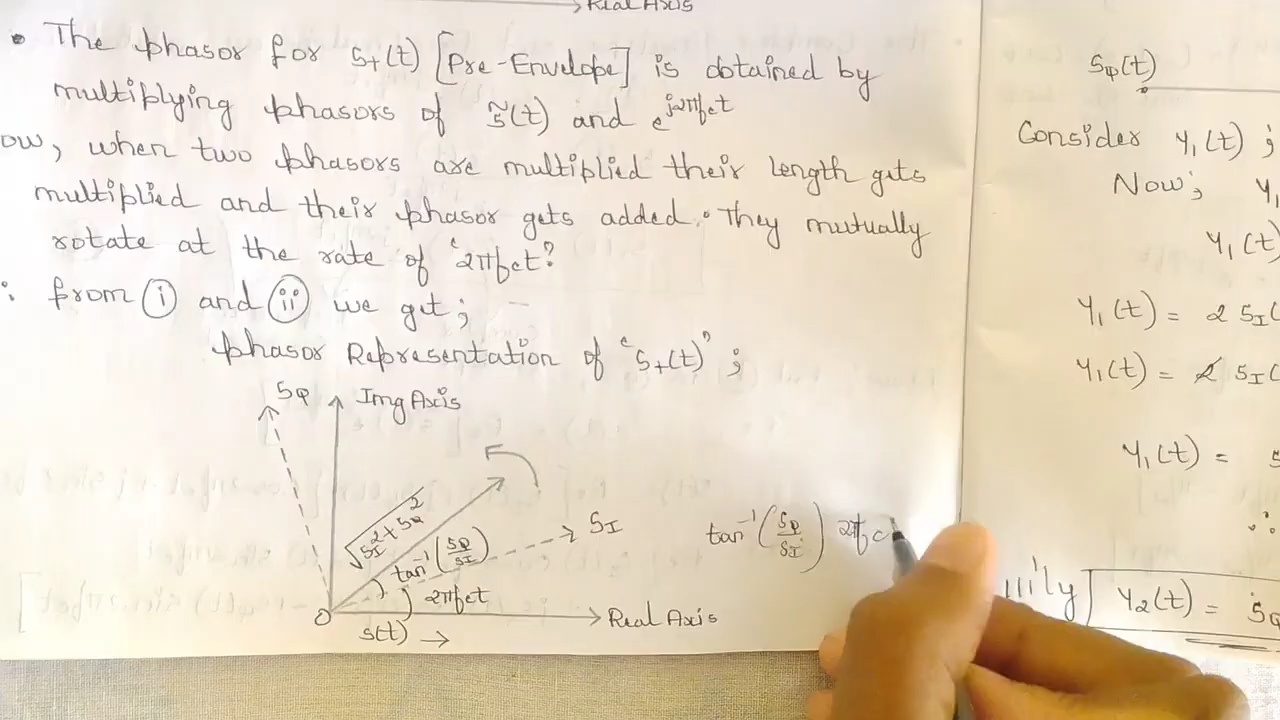 Real Axis
• The phasor for S+(t) [Pre-Envelope] is obtained by
multiplying phasors of s̃(t) and e^j2πfct
ow, when two phasors are multiplied their length gets
multiplied and their phasor gets added. They mutually
rotate at the rate of '2πfct'
∴ from (i) and (ii) we get;
phasor Representation of "S+(t)" ;
SQ
Img Axis
√SI²+SQ²
tan⁻¹(SQ/SI)
SI
2πfct
O
Real Axis
s(t) →
tan⁻¹(SQ/SI) 2πfc
SQ(t)
Consider y₁(t) ;
Now; y₁
y₁(t)
y₁(t) = 2 SI(
y₁(t) = 2 SI(
y₁(t) = s
∴
111'ly y₂(t) = SQ